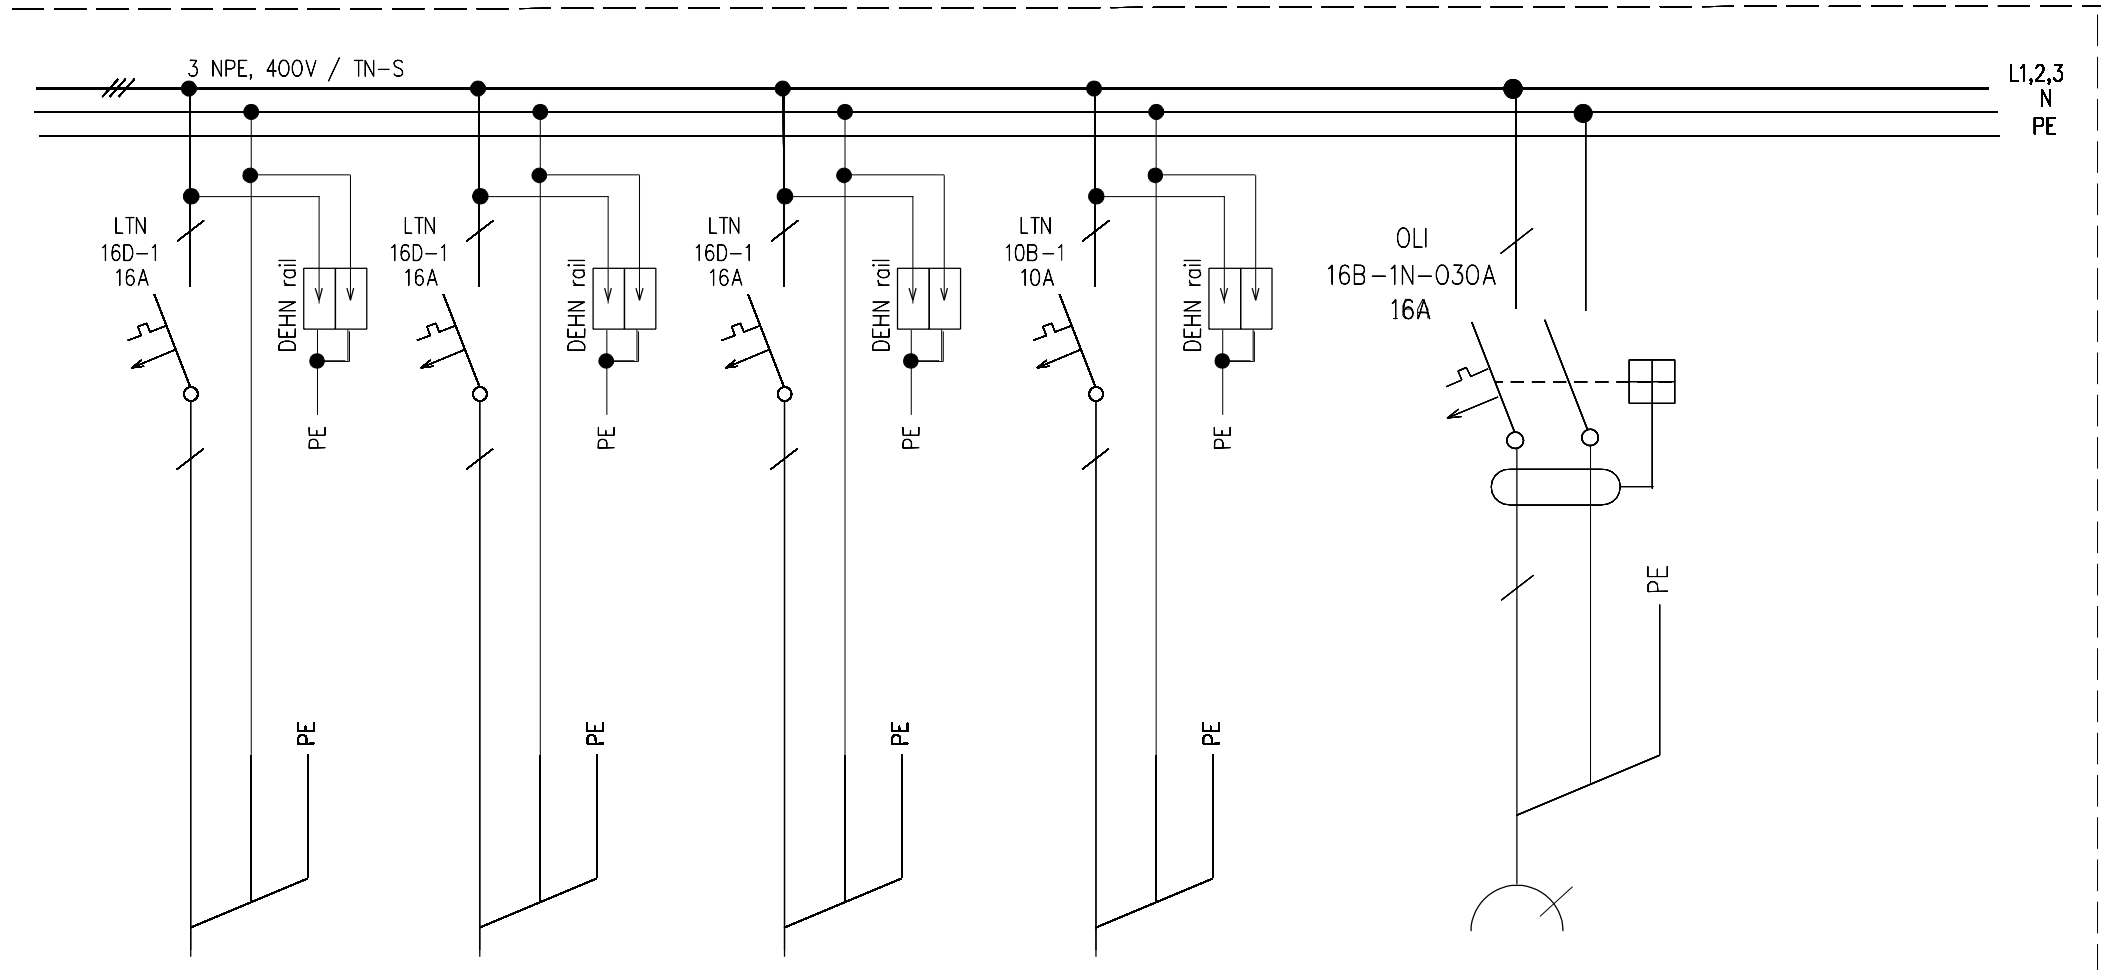 3 NPE, 400V / TN-S
L1,2,3
N
PE
LTN
16D-1
16A
DEHN rail
PE
PE
LTN
16D-1
16A
DEHN rail
PE
PE
LTN
16D-1
16A
DEHN rail
PE
PE
LTN
10B-1
10A
DEHN rail
PE
PE
OLI
16B-1N-030A
16A
PE